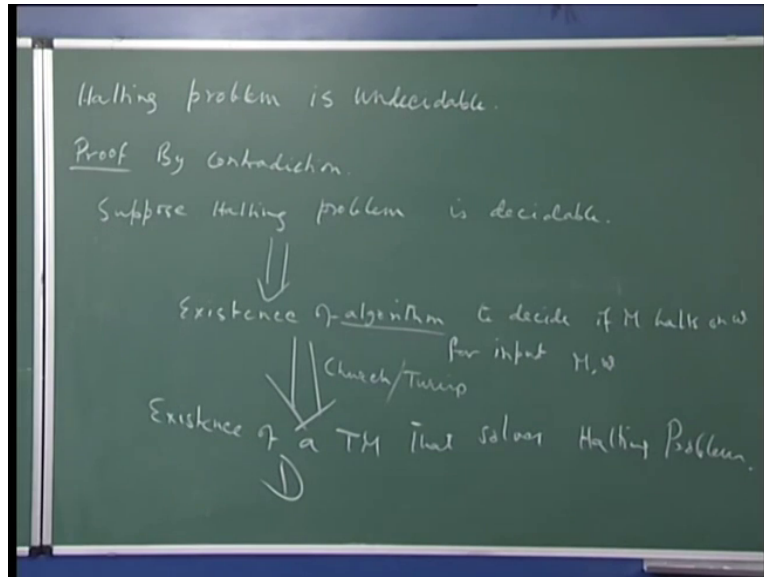 Halting problem is undecidable.
Proof By contradiction.
Suppose Halting problem is decidable.
⇓
Existence of algorithm to decide if M halts on w
for input M, w
⇓ Church/Turing
Existence of a TM that solves Halting Problem.
D